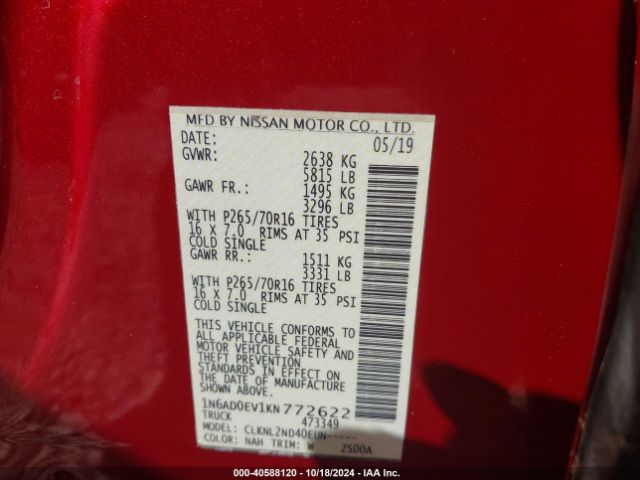 MFD BY NISSAN MOTOR CO., LTD.
DATE: 05/19
GVWR: 2638 KG
5815 LB
GAWR FR.: 1495 KG
3296 LB
WITH P265/70R16 TIRES
16 X 7.0 RIMS AT 35 PSI
COLD SINGLE
GAWR RR.: 1511 KG
3331 LB
WITH P265/70R16 TIRES
16 X 7.0 RIMS AT 35 PSI
COLD SINGLE
THIS VEHICLE CONFORMS TO
ALL APPLICABLE FEDERAL
MOTOR VEHICLE SAFETY AND
THEFT PREVENTION
STANDARDS IN EFFECT ON
THE DATE OF MANUFACTURE
SHOWN ABOVE.
1N6AD0EV1KN772622
TRUCK 473349
MODEL: CLKNL2ND40EUN-----
COLOR: NAH TRIM: W ZS00A
000-40588120 | 10/18/2024 | IAA Inc.